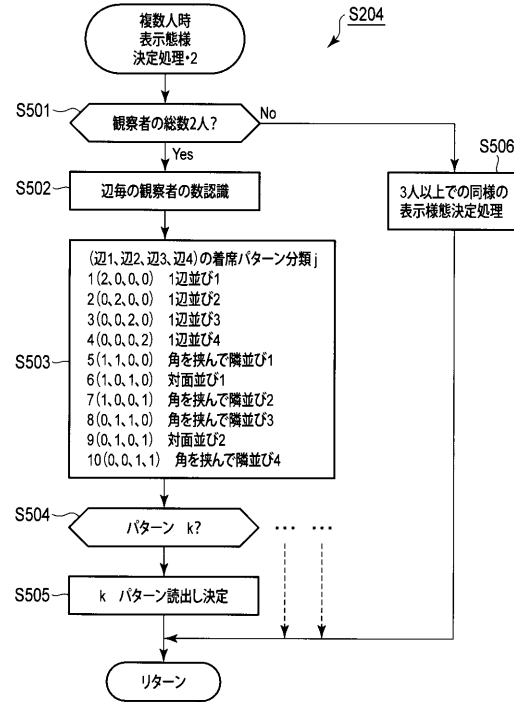 複数人時
表示態様
決定処理・2
S204
S501
観察者の総数2人?
No
Yes
S506
S502
辺毎の観察者の数認識
3人以上での同様の
表示様態決定処理
S503
(辺1、辺2、辺3、辺4)の着席パターン分類 j
1(2、0、0、0) 1辺並び1
2(0、2、0、0) 1辺並び2
3(0、0、2、0) 1辺並び3
4(0、0、0、2) 1辺並び4
5(1、1、0、0) 角を挟んで隣並び1
6(1、0、1、0) 対面並び1
7(1、0、0、1) 角を挟んで隣並び2
8(0、1、1、0) 角を挟んで隣並び3
9(0、1、0、1) 対面並び2
10(0、0、1、1) 角を挟んで隣並び4
S504
パターン k?
… …
S505
k パターン読出し決定
リターン